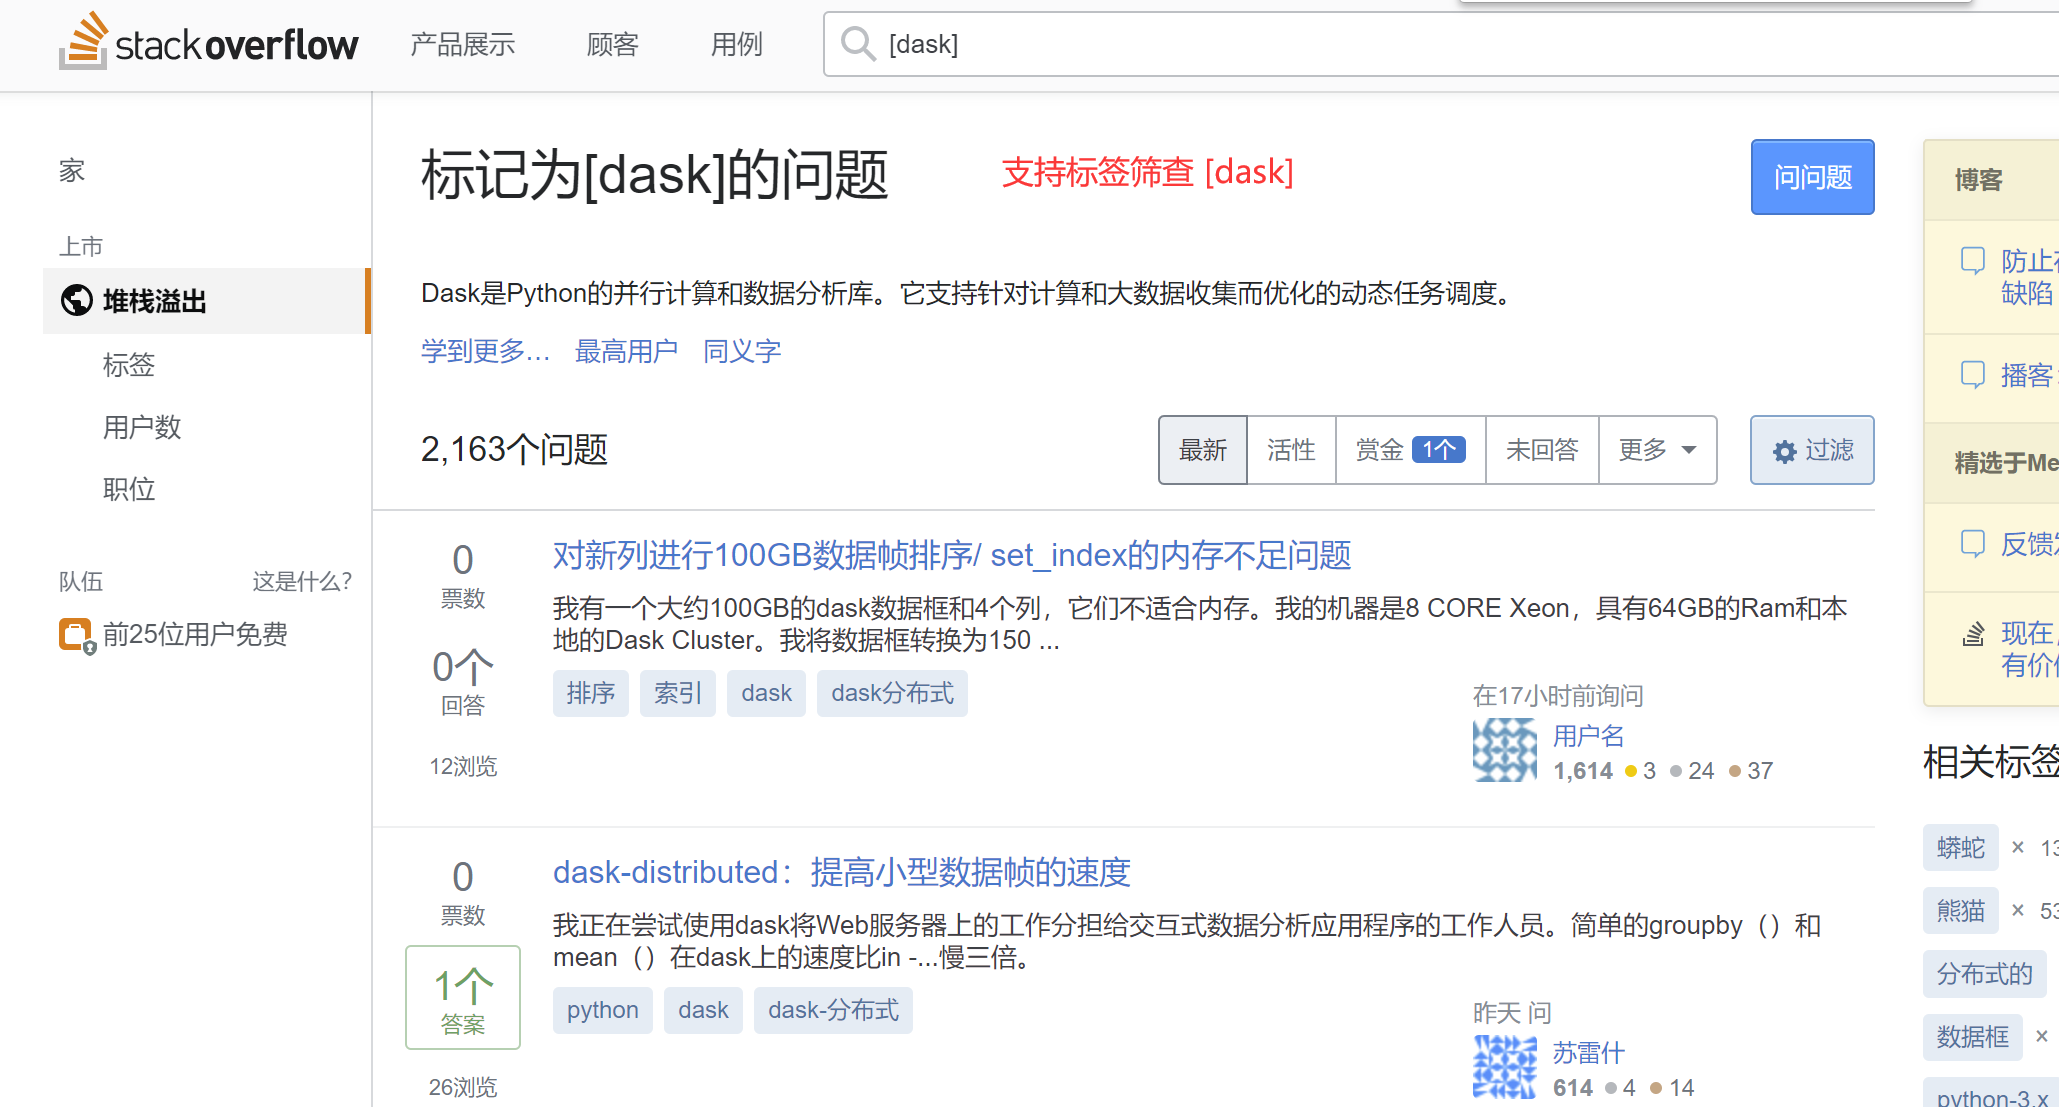 stackoverflow
产品展示
顾客
用例
[dask]
家
上市
堆栈溢出
标签
用户数
职位
队伍
这是什么？
前25位用户免费
标记为[dask]的问题
支持标签筛查 [dask]
问问题
Dask是Python的并行计算和数据分析库。它支持针对计算和大数据收集而优化的动态任务调度。
学到更多… 最高用户 同义字
2,163个问题
最新
活性
赏金 1个
未回答
更多
过滤
0
票数
0个
回答
12浏览
对新列进行100GB数据帧排序/ set_index的内存不足问题
我有一个大约100GB的dask数据框和4个列，它们不适合内存。我的机器是8 CORE Xeon，具有64GB的Ram和本
地的Dask Cluster。我将数据框转换为150 ...
排序 索引 dask dask分布式
在17小时前询问
用户名
1,614 3 24 37
0
票数
1个
答案
26浏览
dask-distributed：提高小型数据帧的速度
我正在尝试使用dask将Web服务器上的工作分担给交互式数据分析应用程序的工作人员。简单的groupby（）和
mean（）在dask上的速度比in -...慢三倍。
python dask dask-分布式
昨天 问
苏雷什
614 4 14
博客
防止
缺陷
播客
精选于Me
反馈
现在
有价
相关标签
蟒蛇 × 13
熊猫 × 53
分布式的
数据框 ×
python-3.x